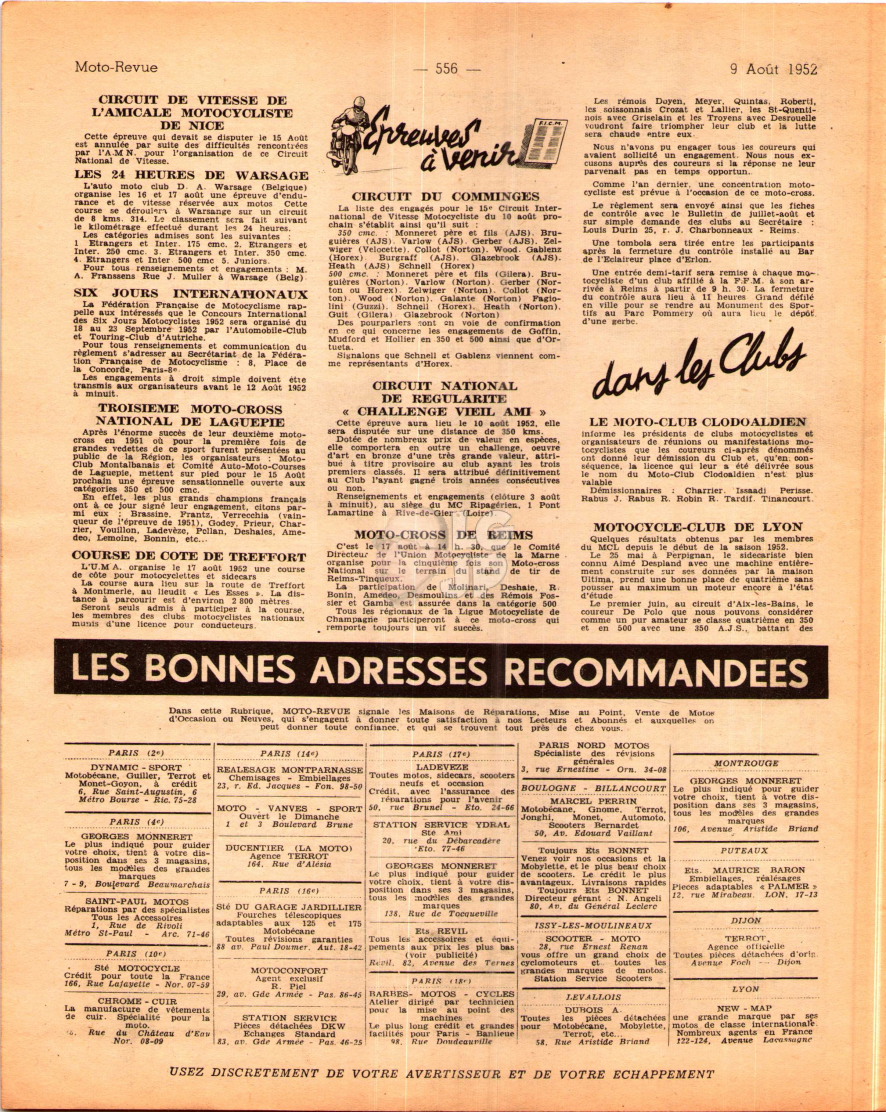 Moto-Revue
— 556 —
9 Août 1952
CIRCUIT DE VITESSE DE
L'AMICALE MOTOCYCLISTE
DE NICE
Cette épreuve qui devait se disputer le 15 Août
est annulée par suite des difficultés rencontrées
par l'A.M.N. pour l'organisation de ce Circuit
National de Vitesse.
LES 24 HEURES DE WARSAGE
L'auto moto club D. A. Warsage (Belgique)
organise les 16 et 17 août une épreuve d'endu-
rance et de vitesse réservée aux motos Cette
course se déroulera à Warsange sur un circuit
de 8 kms. 314. Le classement sera fait suivant
le kilométrage effectué durant les 24 heures.
Les catégories admises sont les suivantes :
1 Etrangers et Inter. 175 cmc. 2. Etrangers et
Inter. 250 cmc. 3. Etrangers et Inter. 350 cmc.
4. Etrangers et Inter 500 cmc 5. Juniors.
Pour tous renseignements et engagements : M.
A. Franssens Rue J. Muller à Warsage (Belg)
SIX JOURS INTERNATIONAUX
La Fédération Française de Motocyclisme rap-
pelle aux intéressés que le Concours International
des Six Jours Motocyclistes 1952 sera organisé du
18 au 23 Septembre 1952 par l'Automobile-Club
et Touring-Club d'Autriche.
Pour tous renseignements et communication du
règlement s'adresser au Secrétariat de la Fédéra-
tion Française de Motocyclisme : 8, Place de
la Concorde, Paris-8e.
Les engagements à droit simple doivent être
transmis aux organisateurs avant le 12 Août 1952
à minuit.
TROISIEME MOTO-CROSS
NATIONAL DE LAGUEPIE
Après l'énorme succès de leur deuxième moto-
cross en 1951 où pour la première fois de
grandes vedettes de ce sport furent présentées au
public de la Région, les organisateurs : Moto-
Club Montalbanais et Comité Auto-Moto-Courses
de Laguepie, mettent sur pied pour le 15 Août
prochain une épreuve sensationnelle ouverte aux
catégories 350 et 500 cmc.
En effet, les plus grands champions français
ont à ce jour signé leur engagement, citons par-
mi eux : Brassine, Frantz, Verrecchia (vain-
queur de l'épreuve de 1951), Godey, Prieur, Char-
rier, Vouillon, Ladevèze, Pellan, Deshales, Ame-
deo, Lemoine, Bonnin, etc...
COURSE DE COTE DE TREFFORT
L'U.M.A. organise le 17 août 1952 une course
de côte pour motocyclettes et sidecars
La course aura lieu sur la route de Treffort
à Montmerle, au lieudit « Les Esses ». La dis-
tance à parcourir est d'environ 2 800 mètres
Seront seuls admis à participer à la course,
les membres des clubs motocyclistes nationaux
munis d'une licence pour conducteurs.
Epreuves
à venir
F.I.C.M.
CIRCUIT DU COMMINGES
La liste des engagés pour le 15e Circuit Inter-
national de Vitesse Motocycliste du 10 août pro-
chain s'établit ainsi qu'il suit :
350 cmc. : Monneret père et fils (AJS). Bru-
guières (AJS). Varlow (AJS). Gerber (AJS). Zel-
wiger (Velocette). Collot (Norton). Wood. Gablenz
(Horex) Burgraff (AJS). Glazebrook (AJS).
Heath (AJS) Schnell (Horex)
500 cmc. : Monneret père et fils (Gilera). Bru-
guières (Norton). Varlow (Norton). Gerber (Nor-
ton ou Horex). Zelwiger (Norton). Collot (Nor-
ton). Wood (Norton). Galante (Norton) Fagio-
lini (Guzzi). Schnell (Horex). Heath (Norton).
Guit (Gilera) Glazebrook (Norton)
Des pourparlers sont en voie de confirmation
en ce qui concerne les engagements de Goffin,
Mudford et Hollier en 350 et 500 ainsi que d'Or-
tueta.
Signalons que Schnell et Gablenz viennent com-
me représentants d'Horex.
CIRCUIT NATIONAL
DE REGULARITE
« CHALLENGE VIEIL AMI »
Cette épreuve aura lieu le 10 août 1952, elle
sera disputée sur une distance de 350 kms.
Dotée de nombreux prix de valeur en espèces,
elle comportera en outre un challenge, oeuvre
d'art en bronze d'une très grande valeur, attri-
bué à titre provisoire au club ayant les trois
premiers classés. Il sera attribué définitivement
au Club l'ayant gagné trois années consécutives
ou non.
Renseignements et engagements (clôture 3 août
à minuit), au siège du MC Ripagérien, 1 Pont
Lamartine à Rive-de-Gier
MOTO-CROSS DE REIMS
C'est le 17 août à 14 h. 30 que le Comité
Directeur de l'Union Motocycliste de la Marne
organise pour la cinquième fois son Moto-cross
National sur le terrain du stand de tir de
Reims-Tinqueux.
La participation de Molinari, Deshaie, R.
Bonin, Amedeo, Desmoulins et des Rémois Fos-
sier et Gamba est assurée dans la catégorie 500
Tous les régionaux de la Ligue Motocycliste de
Champagne participeront à ce moto-cross qui
remporte toujours un vif succès.
Les rémois Doyen, Meyer, Quintas, Roberti,
les soissonnais Crozat et Lallier, les St-Quenti-
nois avec Griselain et les Troyens avec Desrouelle
voudront faire triompher leur club et la lutte
sera chaude entre eux.
Nous n'avons pu engager tous les coureurs qui
avaient sollicité un engagement. Nous nous ex-
cusons auprès des coureurs si la réponse ne leur
parvenait pas en temps opportun.
Comme l'an dernier, une concentration moto-
cycliste est prévue à l'occasion de ce moto-cross.
Le règlement sera envoyé ainsi que les fiches
de contrôle avec le Bulletin de juillet-août et
sur simple demande des clubs au Secrétaire :
Louis Durin 25, r. J. Charbonneaux - Reims.
Une tombola sera tirée entre les participants
après la fermeture du contrôle installé au Bar
de l'Eclaireur place d'Erlon.
Une entrée demi-tarif sera remise à chaque mo-
tocycliste d'un club affilié à la F.F.M. à son ar-
rivée à Reims à partir de 9 h. 30. La fermeture
du contrôle aura lieu à 11 heures Grand défilé
en ville pour se rendre au Monument des Spor-
tifs au Parc Pommery où aura lieu le dépôt
d'une gerbe.
dans les Clubs
LE MOTO-CLUB CLODOALDIEN
informe les présidents de clubs motocyclistes et
organisateurs de réunions ou manifestations mo-
tocyclistes que les coureurs ci-après dénommés
ont donné leur démission du Club et, qu'en con-
séquence, la licence qui leur a été délivrée sous
le nom du Moto-Club Clodoaldien n'est plus
valable
Démissionnaires : Charrier. Issaadi Perisse.
Rabus J. Rabus R. Robin R. Tardif. Tinancourt.
MOTOCYCLE-CLUB DE LYON
Quelques résultats obtenus par les membres
du MCL depuis le début de la saison 1952.
Le 25 mai à Perpignan, le sidecariste bien
connu Aimé Despland avec une machine entière-
ment construite sur ses données par la maison
Ultima, prend une bonne place de quatrième sans
pousser au maximum un moteur encore à l'état
d'étude
Le premier juin, au circuit d'Aix-les-Bains, le
coureur De Polo que nous pouvons considérer
comme un pur amateur se classe quatrième en 350
et en 500 avec une 350 A.J.S., battant des
LES BONNES ADRESSES RECOMMANDEES
Dans cette Rubrique, MOTO-REVUE signale les Maisons de Réparations, Mise au Point, Vente de Motos
d'Occasion ou Neuves, qui s'engagent à donner toute satisfaction à nos Lecteurs et Abonnés et auxquelles on
peut donner toute confiance, et qui se trouvent tout près de chez vous.
PARIS (2e)
DYNAMIC - SPORT
Motobécane, Guiller, Terrot et
Monet-Goyon, à crédit
6, Rue Saint-Augustin, 6
Métro Bourse - Ric. 75-28
PARIS (4e)
GEORGES MONNERET
Le plus indiqué pour guider
votre choix, tient à votre dis-
position dans ses 3 magasins,
tous les modèles des grandes
marques
7 - 9, Boulevard Beaumarchais
SAINT-PAUL MOTOS
Réparations par des spécialistes
Tous les Accessoires
1, Rue de Rivoli
Métro St-Paul - Arc. 71-46
PARIS (10e)
Sté MOTOCYCLE
Crédit pour toute la France
166, Rue Lafayette - Nor. 07-59
CHROME - CUIR
La manufacture de vêtements
de cuir. Spécialité pour la
moto.
Rue du Château d'Eau
Nor. 08-09
PARIS (14e)
REALESAGE MONTPARNASSE
Chemisages - Embiellages
23, r. Ed. Jacques - Fon. 98-50
MOTO - VANVES - SPORT
Ouvert le Dimanche
1 et 3 Boulevard Brune
DUCENTIER (LA MOTO)
Agence TERROT
164, Rue d'Alésia
PARIS (16e)
Sté DU GARAGE JARDILLIER
Fourches télescopiques
adaptables aux 125 et 175
Motobécane
Toutes révisions garanties
88 av. Paul Doumer. Aut. 18-42
MOTOCONFORT
Agent exclusif
R. Piel
29, av. Gde Armée - Pas. 86-45
STATION SERVICE
Pièces détachées DKW
Echanges Standard
83, av. Gde Armée - Pas. 46-25
PARIS (17e)
LADEVEZE
Toutes motos, sidecars, scooters
neufs et occasion
Crédit, avec l'assurance des
réparations pour l'avenir
50, rue Brunel - Eto. 24-66
STATION SERVICE YDRAL
Sté Ami
20, rue du Débarcadère
Eto. 77-46
GEORGES MONNERET
Le plus indiqué pour guider
votre choix, tient à votre dis-
position dans ses 3 magasins,
tous les modèles des grandes
marques
138, Rue de Tocqueville
Ets REVIL
Tous les accessoires et équi-
pements aux prix les plus bas
(voir publicité)
Revil, 82, Avenue des Ternes
PARIS (18e)
BARBES- MOTOS - CYCLES
Atelier dirigé par technicien
pour la mise au point des
machines
Le plus long crédit et grandes
facilités pour Paris - Banlieue
98, Rue Doudeauville
PARIS NORD MOTOS
Spécialiste des révisions
générales
3, rue Ernestine - Orn. 34-08
BOULOGNE - BILLANCOURT
MARCEL PERRIN
Motobécane, Gnome, Terrot,
Jonghi, Monet, Automoto,
Scooters Bernardet
50, Av. Edouard Vaillant
Toujours Ets BONNET
Venez voir nos occasions et la
Mobylette, et le plus beau choix
de scooters. Le crédit le plus
avantageux. Livraisons rapides
Toujours Ets BONNET
Directeur gérant : N. Angeli
80, Av. du Général Leclerc
ISSY-LES-MOULINEAUX
SCOOTER - MOTO
28, rue Ernest Renan
vous offre un grand choix de
cyclomoteurs et toutes les
grandes marques de motos.
Station Service Scooters
LEVALLOIS
DUBOIS A.
Toutes les pièces détachées
pour Motobécane, Mobylette,
Terrot, etc...
58, Rue Aristide Briand
MONTROUGE
GEORGES MONNERET
Le plus indiqué pour guider
votre choix, tient à votre dis-
position dans ses 3 magasins,
tous les modèles des grandes
marques
106, Avenue Aristide Briand
PUTEAUX
Ets. MAURICE BARON
Embiellages, réalésages
Pieces adaptables « PALMER »
12, rue Mirabeau. LON. 17-13
DIJON
TERROT
Agence officielle
Toutes pièces détachées d'orig
Avenue Foch — Dijon
LYON
NEW - MAP
une grande marque par ses
motos de classe internationale.
Nombreux agents en France
122-124, Avenue Lacassagne
USEZ DISCRETEMENT DE VOTRE AVERTISSEUR ET DE VOTRE ECHAPPEMENT